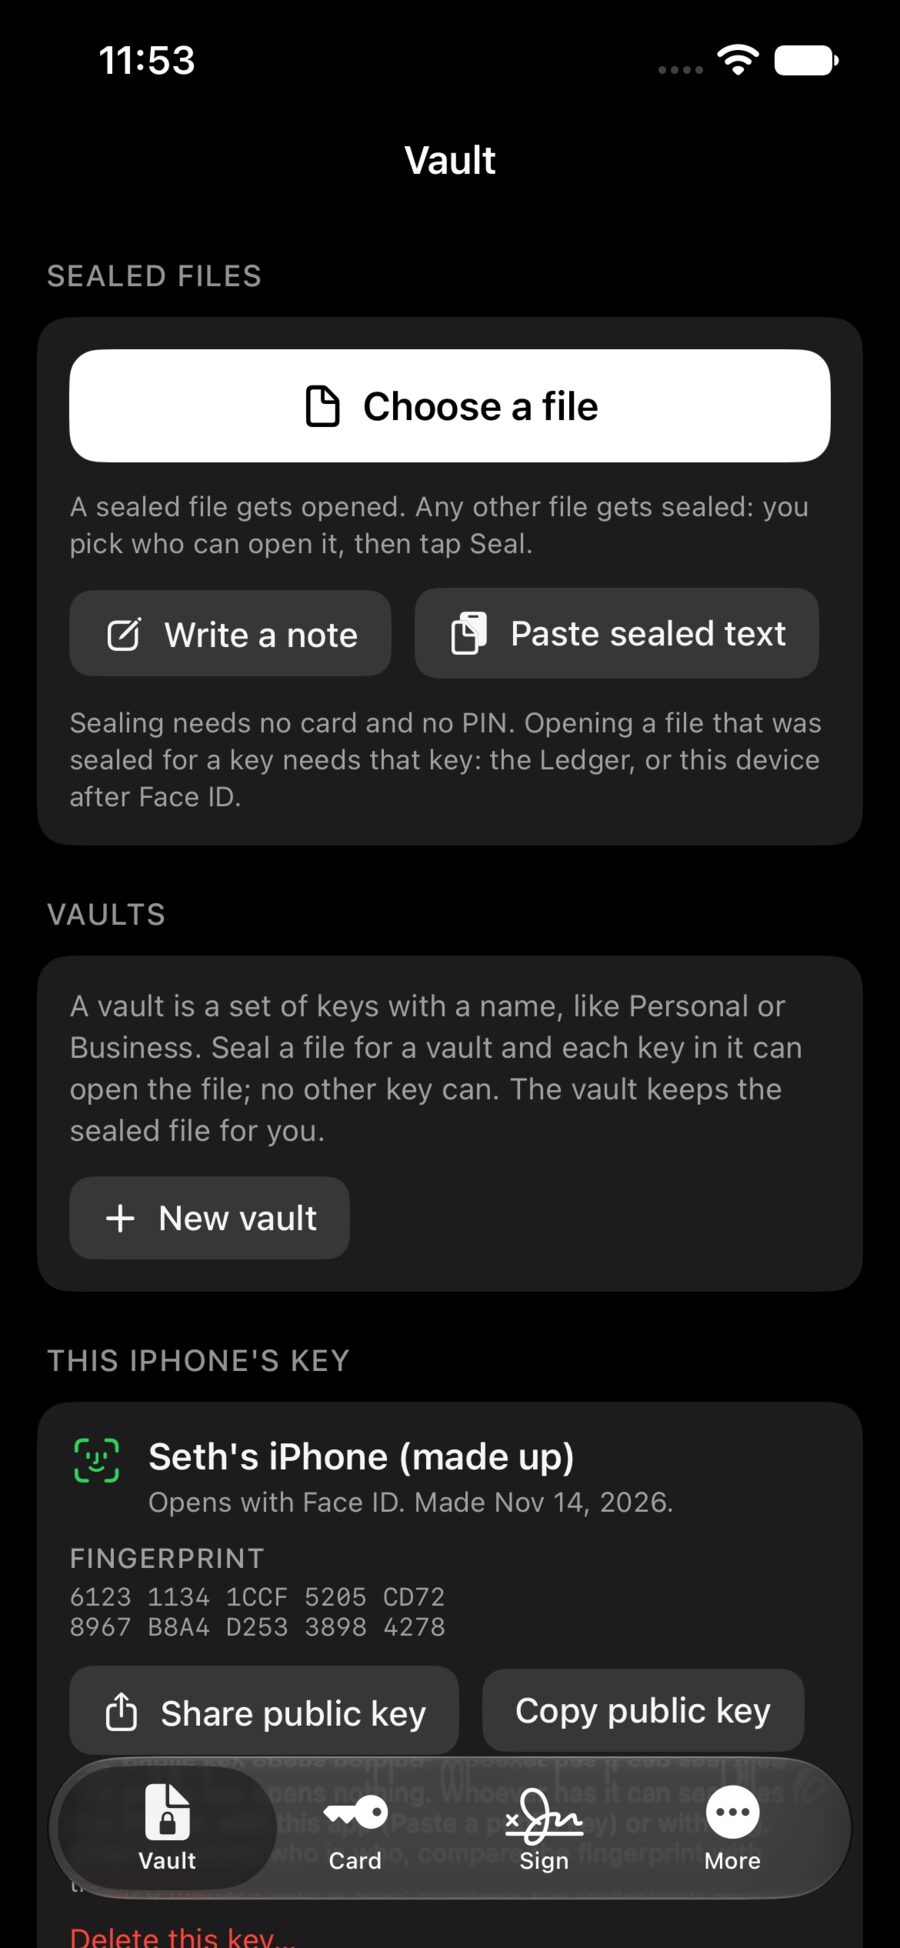 11:53
Vault
SEALED FILES
Choose a file
A sealed file gets opened. Any other file gets sealed: you
pick who can open it, then tap Seal.
Write a note
Paste sealed text
Sealing needs no card and no PIN. Opening a file that was
sealed for a key needs that key: the Ledger, or this device
after Face ID.
VAULTS
A vault is a set of keys with a name, like Personal or
Business. Seal a file for a vault and each key in it can
open the file; no other key can. The vault keeps the
sealed file for you.
New vault
THIS IPHONE'S KEY
Seth's iPhone (made up)
Opens with Face ID. Made Nov 14, 2026.
FINGERPRINT
6123 1134 1CCF 5205 CD72
8967 B8A4 D253 3898 4278
Share public key
Copy public key
Vault
Card
Sign
More
Delete this key...